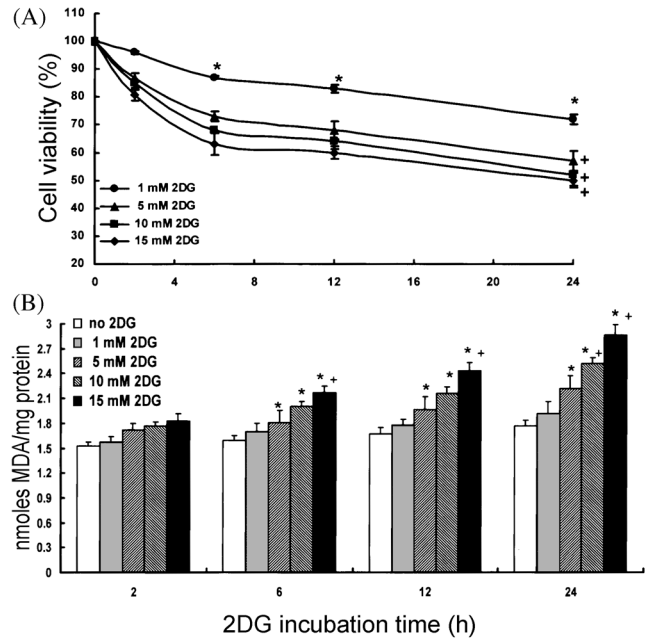 (A)
Cell viability (%)
110
100
90
80
70
60
50
40
30
20
* * *
+
+
+
1 mM 2DG
5 mM 2DG
10 mM 2DG
15 mM 2DG
0 4 8 12 16 20 24
(B)
nmoles MDA/mg protein
3
2.7
2.4
2.1
1.8
1.5
1.2
0.9
0.6
0.3
0
no 2DG
1 mM 2DG
5 mM 2DG
10 mM 2DG
15 mM 2DG
* * * +
* * * +
* * + * +
2 6 12 24
2DG incubation time (h)